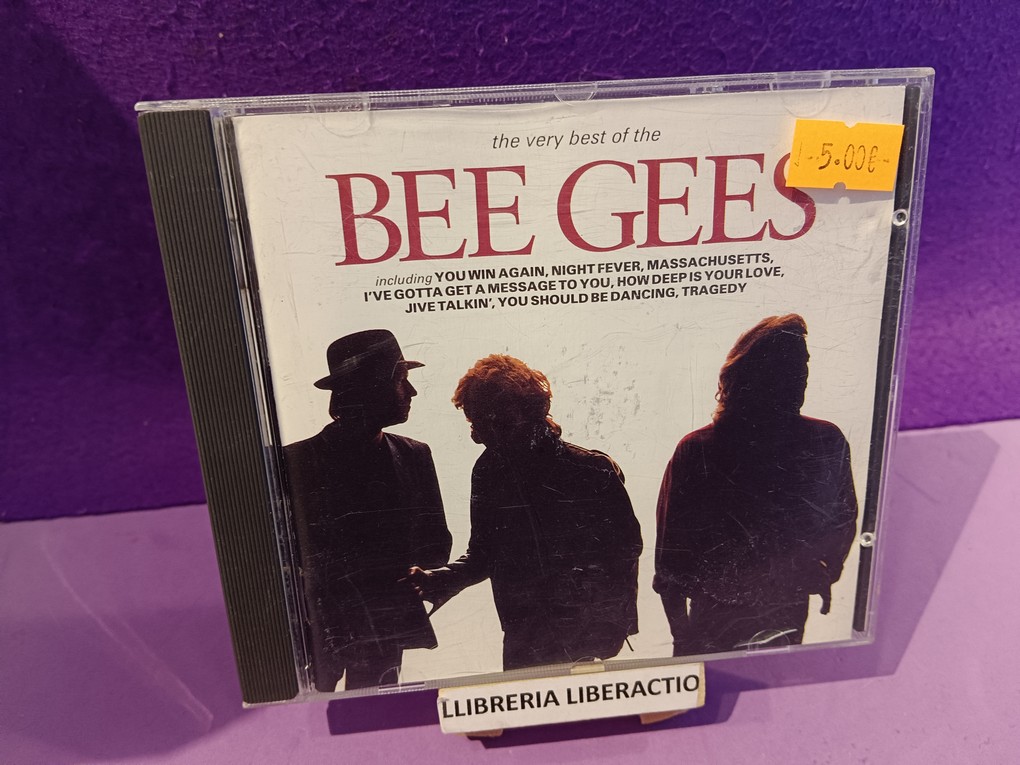 the very best of the
BEE GEES
including YOU WIN AGAIN, NIGHT FEVER, MASSACHUSETTS,
I'VE GOTTA GET A MESSAGE TO YOU, HOW DEEP IS YOUR LOVE,
JIVE TALKIN', YOU SHOULD BE DANCING, TRAGEDY
-5.00€-
LLIBRERIA LIBERACTIO